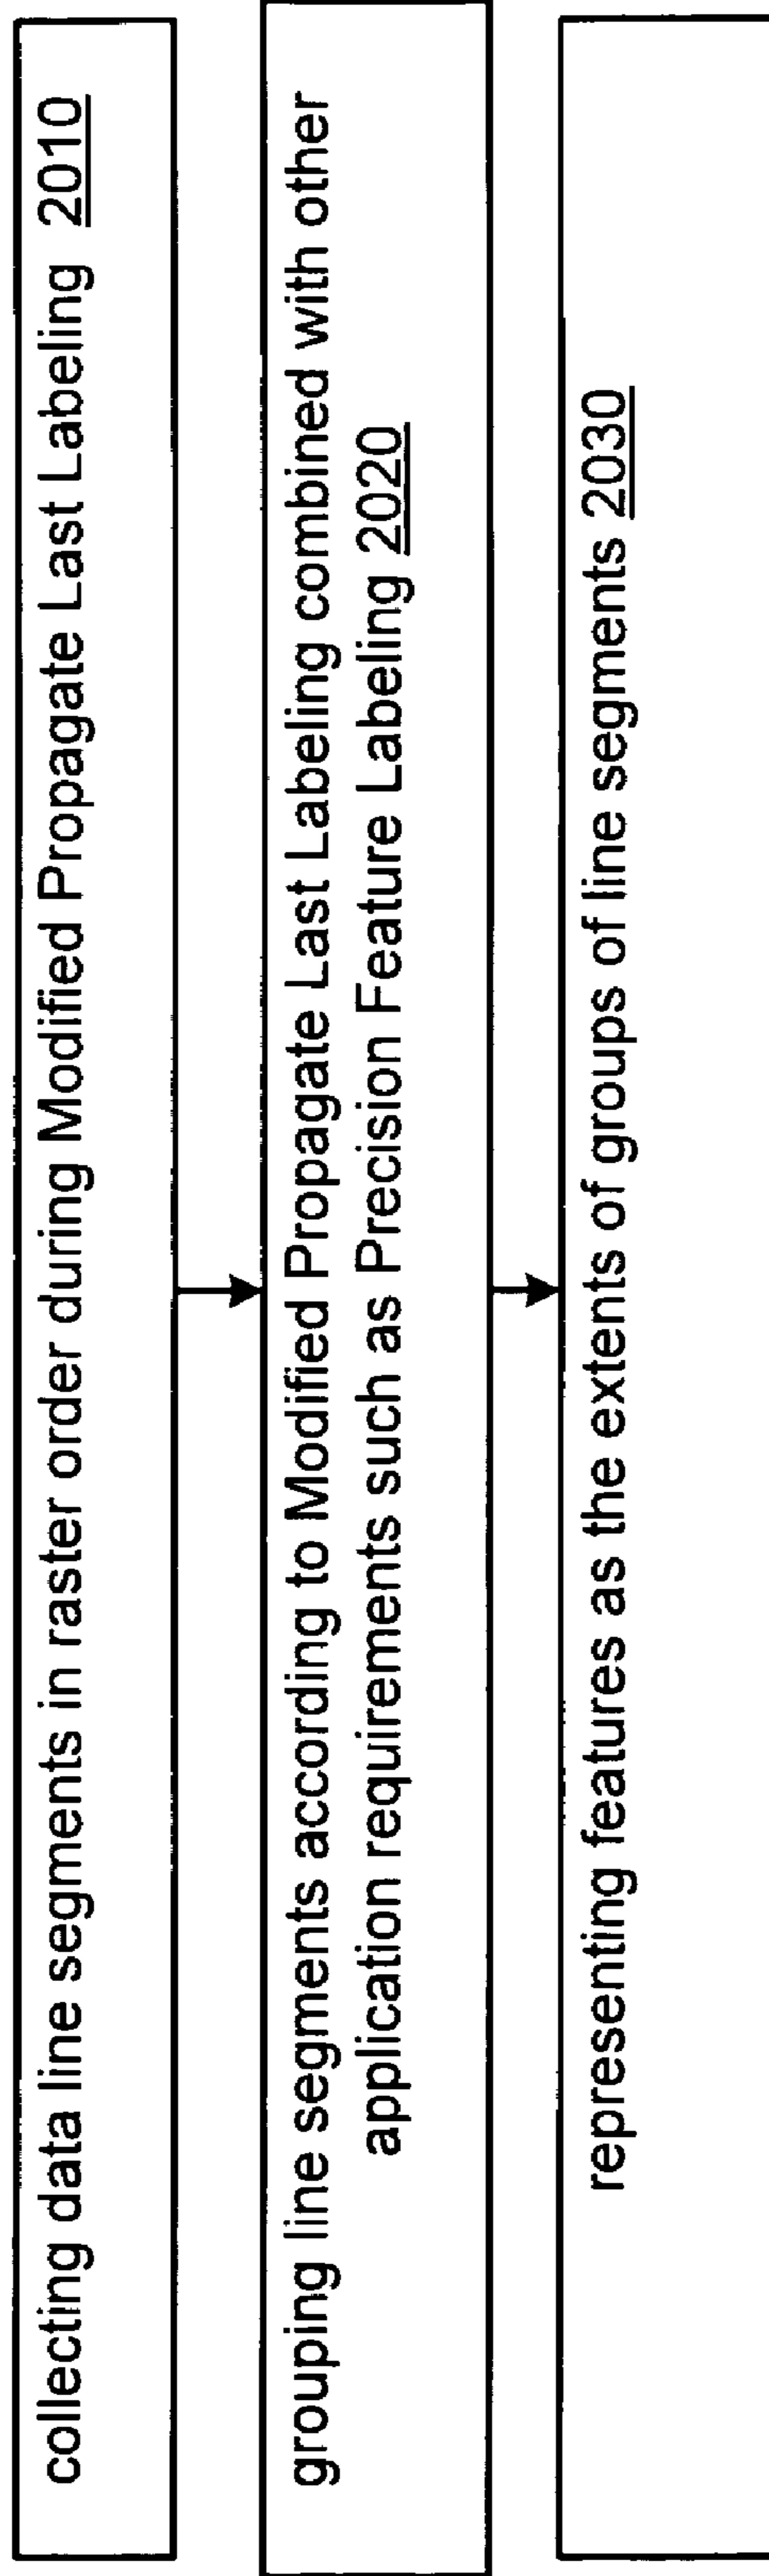 collecting data line segments in raster order during Modified Propagate Last Labeling 2010
grouping line segments according to Modified Propagate Last Labeling combined with other
application requirements such as Precision Feature Labeling 2020
representing features as the extents of groups of line segments 2030